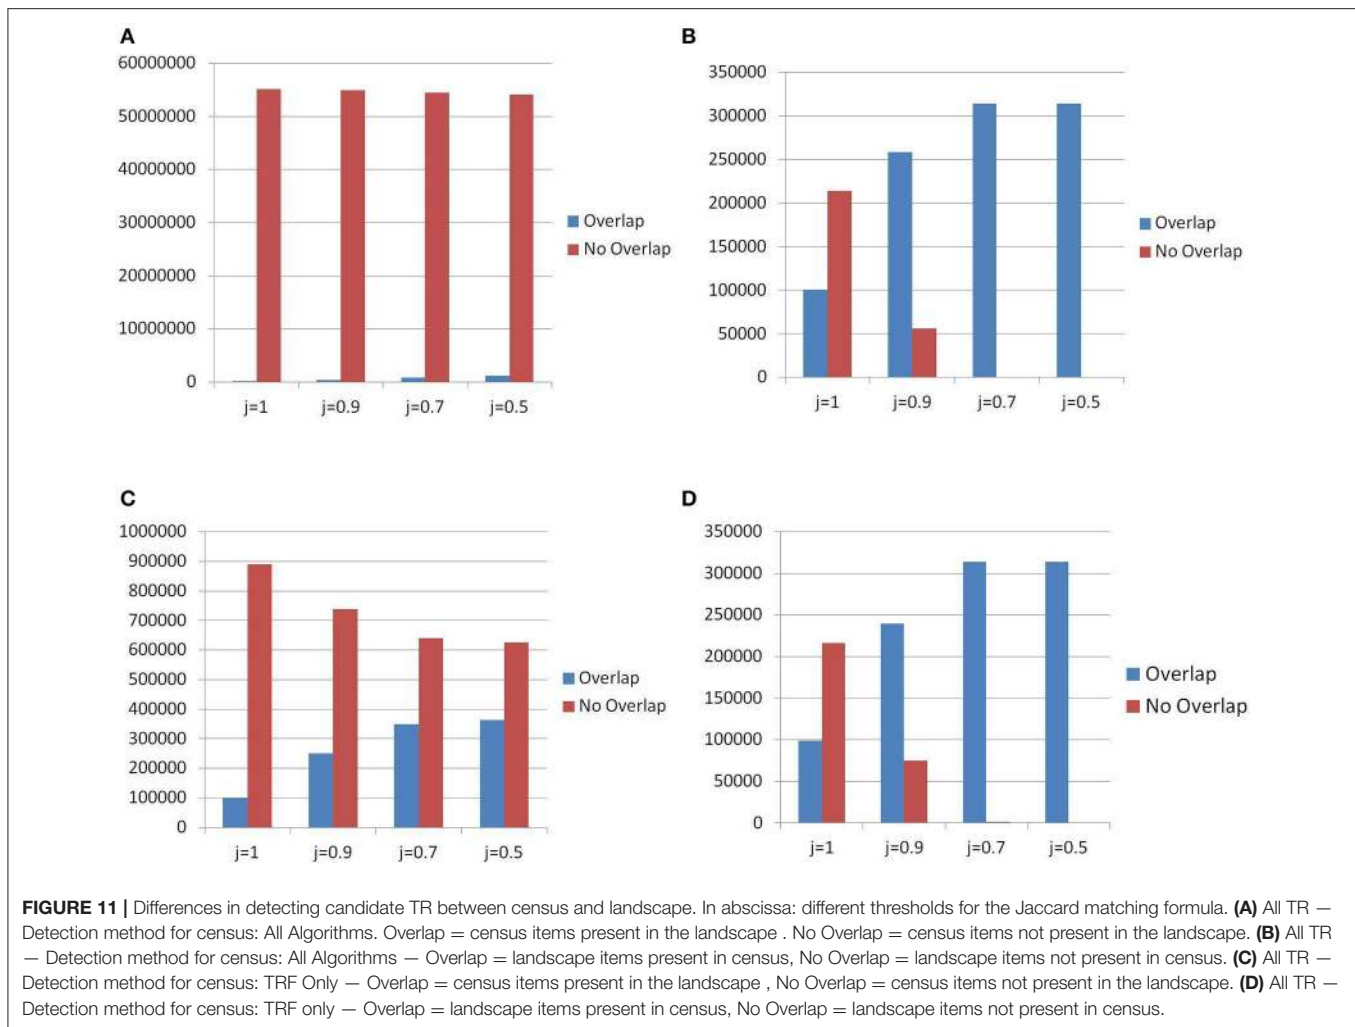 A
60000000
50000000
40000000
30000000
20000000
10000000
0
j=1
j=0.9
j=0.7
j=0.5
Overlap
No Overlap
B
350000
300000
250000
200000
150000
100000
50000
0
j=1
j=0.9
j=0.7
j=0.5
Overlap
No Overlap
C
1000000
900000
800000
700000
600000
500000
400000
300000
200000
100000
0
j=1
j=0.9
j=0.7
j=0.5
Overlap
No Overlap
D
350000
300000
250000
200000
150000
100000
50000
0
j=1
j=0.9
j=0.7
j=0.5
Overlap
No Overlap
FIGURE 11 | Differences in detecting candidate TR between census and landscape. In abscissa: different thresholds for the Jaccard matching formula. (A) All TR —
Detection method for census: All Algorithms. Overlap = census items present in the landscape . No Overlap = census items not present in the landscape. (B) All TR
— Detection method for census: All Algorithms — Overlap = landscape items present in census, No Overlap = landscape items not present in census. (C) All TR —
Detection method for census: TRF Only — Overlap = census items present in the landscape , No Overlap = census items not present in the landscape. (D) All TR —
Detection method for census: TRF only — Overlap = landscape items present in census, No Overlap = landscape items not present in census.